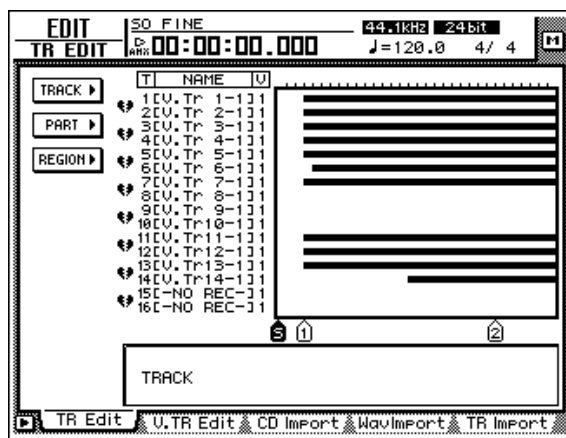 EDIT
SO FINE
44.1kHz 24bit
TR EDIT
ABS 00:00:00.000
♩=120.0 4/ 4
M
TRACK
PART
REGION
T NAME V
1[V.Tr 1-1]1
2[V.Tr 2-1]1
3[V.Tr 3-1]1
4[V.Tr 4-1]1
5[V.Tr 5-1]1
6[V.Tr 6-1]1
7[V.Tr 7-1]1
8[V.Tr 8-1]1
9[V.Tr 9-1]1
10[V.Tr10-1]1
11[V.Tr11-1]1
12[V.Tr12-1]1
13[V.Tr13-1]1
14[V.Tr14-1]1
15[-NO REC-]1
16[-NO REC-]1
S 1 2
TRACK
TR Edit V.TR Edit CD Import WavImport TR Import